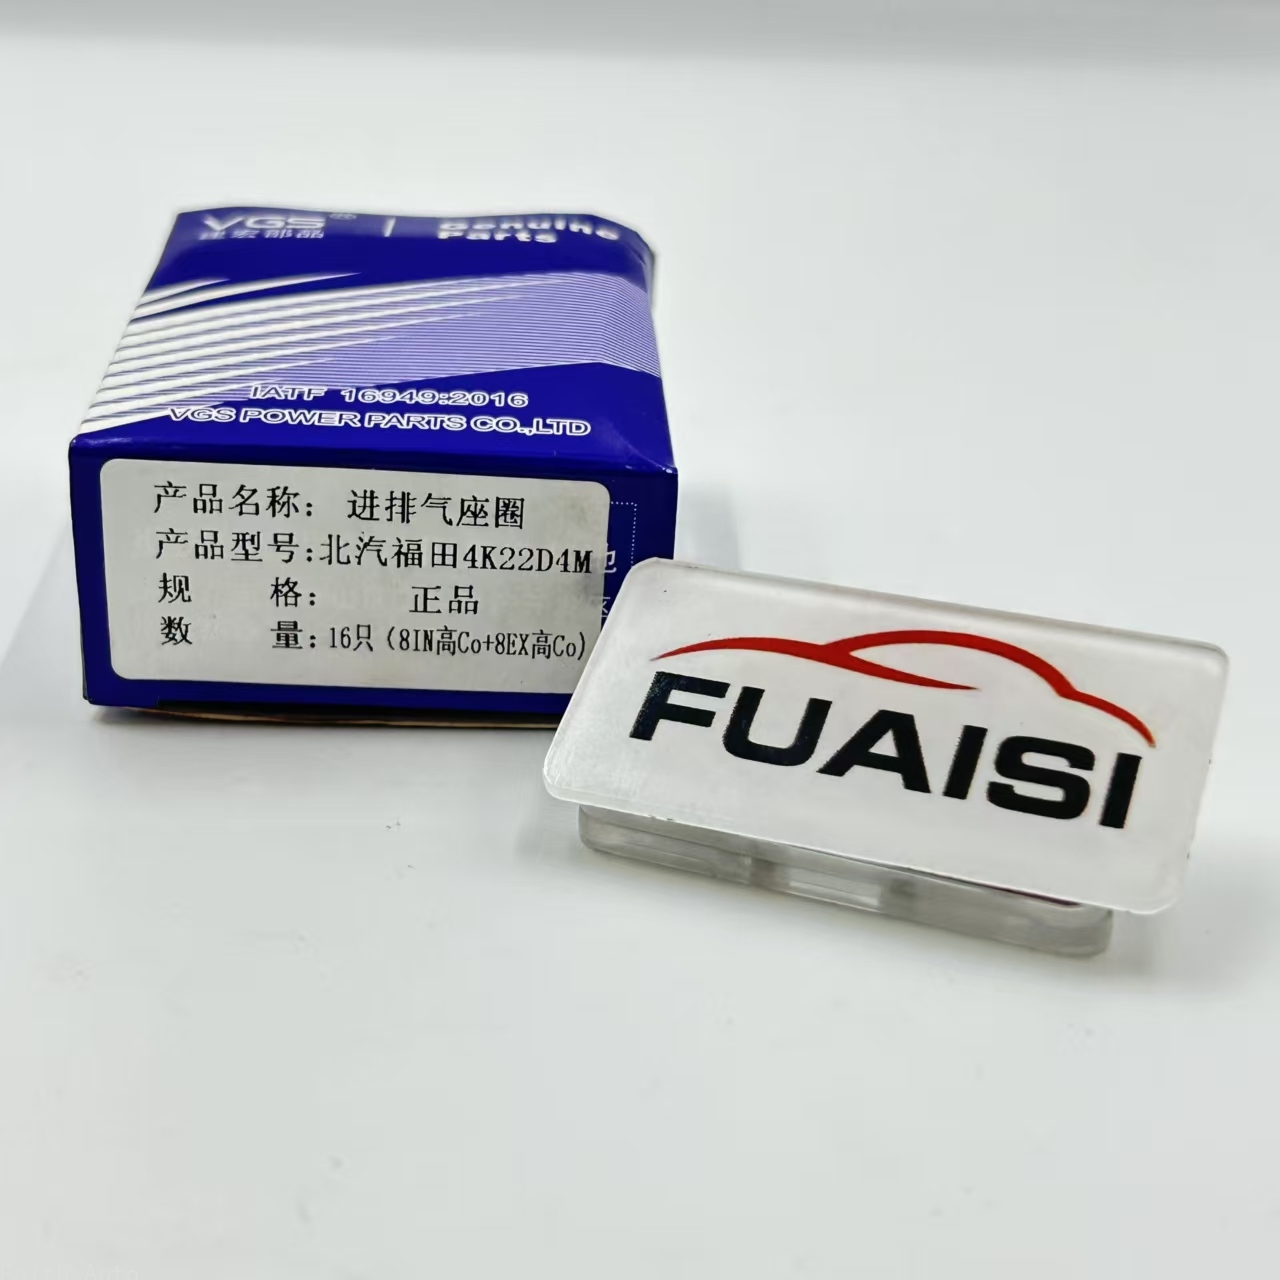 VGS
Genuine
Parts
IATF 16949:2016
VGS POWER PARTS CO.,LTD
产品名称: 进排气座圈
产品型号:北汽福田4K22D4M
规 格: 正品
数 量:16只(8IN高Co+8EX高Co)
FUAISI